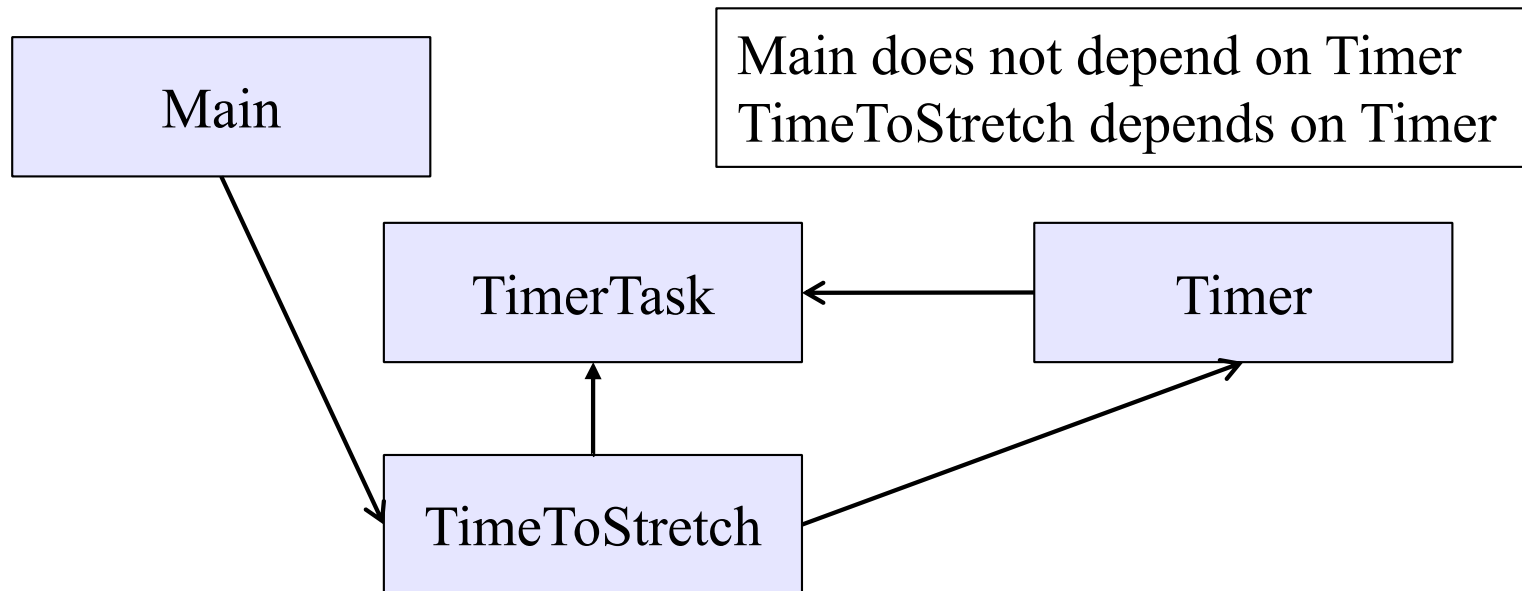 Main
Main does not depend on Timer
TimeToStretch depends on Timer
TimerTask
Timer
TimeToStretch